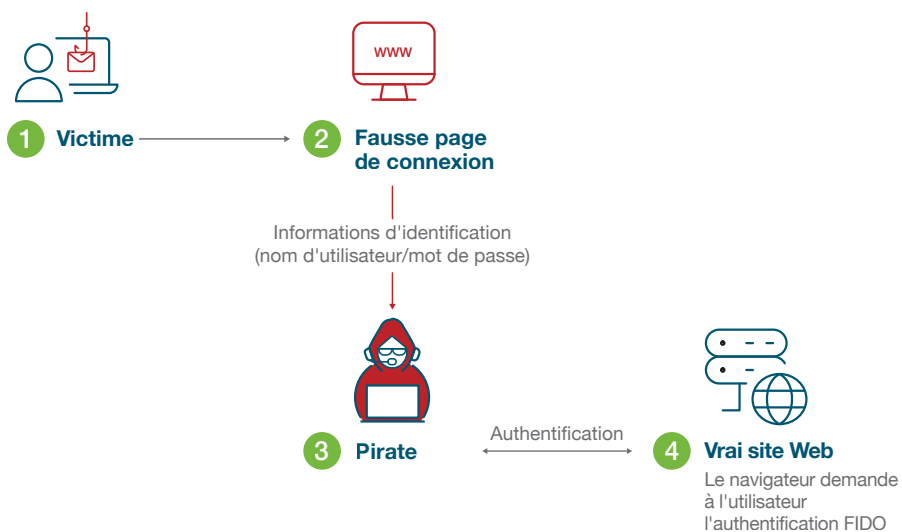 www
1 Victime
2 Fausse page
de connexion
Informations d'identification
(nom d'utilisateur/mot de passe)
3 Pirate
Authentification
4 Vrai site Web
Le navigateur demande
à l'utilisateur
l'authentification FIDO